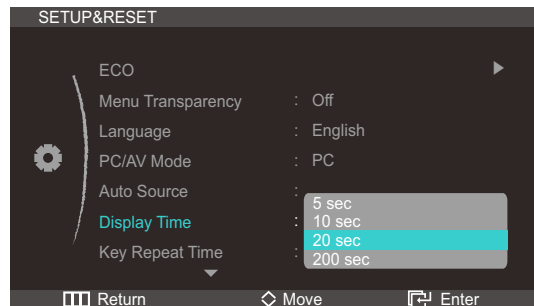 SETUP&RESET
ECO
Menu Transparency : Off
Language : English
PC/AV Mode : PC
Auto Source :
5 sec
Display Time : 10 sec
20 sec
Key Repeat Time : 200 sec
Return Move Enter